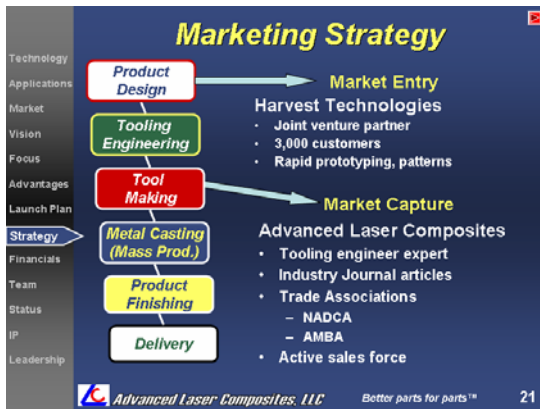 Marketing Strategy
Technology
Applications
Market
Vision
Focus
Advantages
Launch Plan
Strategy
Financials
Team
Status
IP
Leadership
Product
Design
Tooling
Engineering
Tool
Making
Metal Casting
(Mass Prod.)
Product
Finishing
Delivery
Market Entry
Harvest Technologies
• Joint venture partner
• 3,000 customers
• Rapid prototyping, patterns
Market Capture
Advanced Laser Composites
• Tooling engineer expert
• Industry Journal articles
• Trade Associations
– NADCA
– AMBA
• Active sales force
Advanced Laser Composites, LLC
Better parts for parts™
21